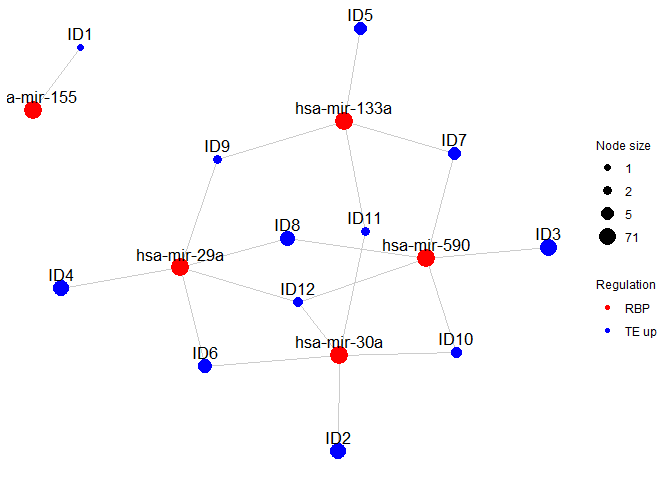 ID5
ID1
a-mir-155
hsa-mir-133a
ID9
ID7
Node size
1
2
5
71
ID8
ID11
hsa-mir-29a
hsa-mir-590
ID3
ID4
ID12
Regulation
RBP
TE up
hsa-mir-30a
ID6
ID10
ID2